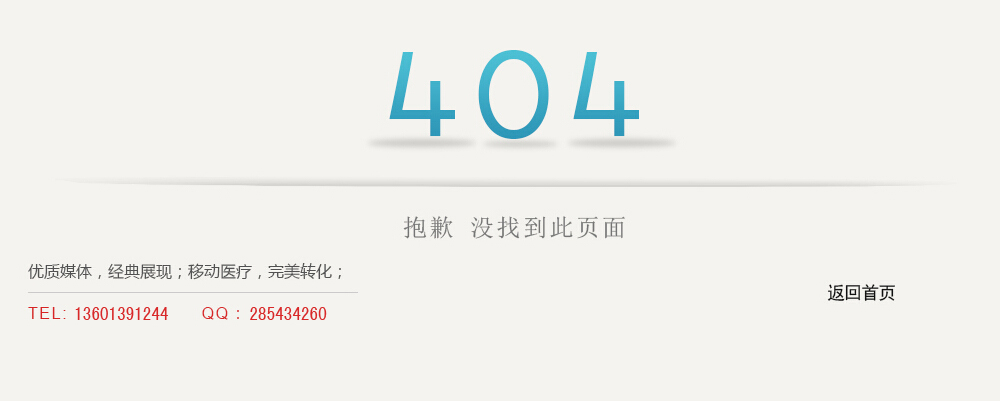 404
抱歉 没找到此页面
优质媒体，经典展现；移动医疗，完美转化；
返回首页
TEL: 13601391244 QQ : 285434260